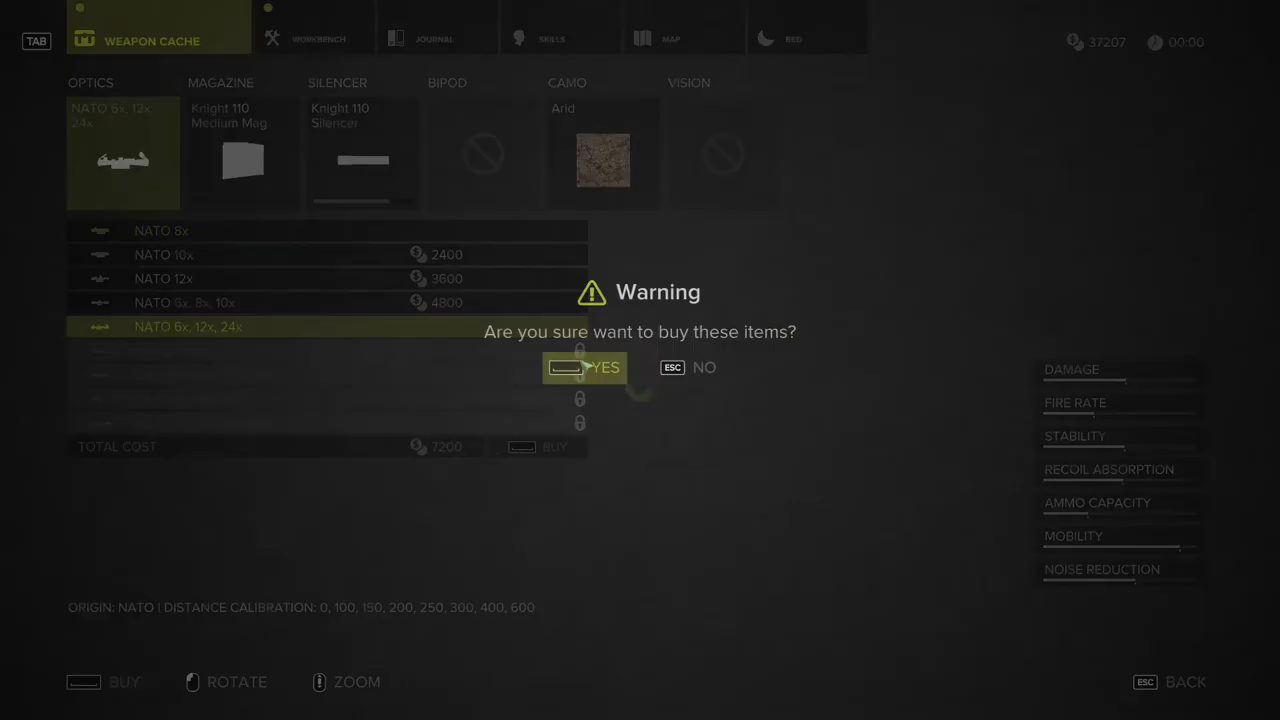 TAB
WEAPON CACHE
WORKBENCH
JOURNAL
SKILLS
MAP
BED
37207
00:00
OPTICS
MAGAZINE
SILENCER
BIPOD
CAMO
VISION
NATO 6x, 12x, 24x
Knight 110 Medium Mag
Knight 110 Silencer
Arid
NATO 8x
NATO 10x 2400
NATO 12x 3600
NATO 6x, 8x, 10x 4800
NATO 6x, 12x, 24x
TOTAL COST 7200 BUY
Warning
Are you sure want to buy these items?
YES ESC NO
DAMAGE
FIRE RATE
STABILITY
RECOIL ABSORPTION
AMMO CAPACITY
MOBILITY
NOISE REDUCTION
ORIGIN: NATO | DISTANCE CALIBRATION: 0, 100, 150, 200, 250, 300, 400, 600
BUY ROTATE ZOOM ESC BACK